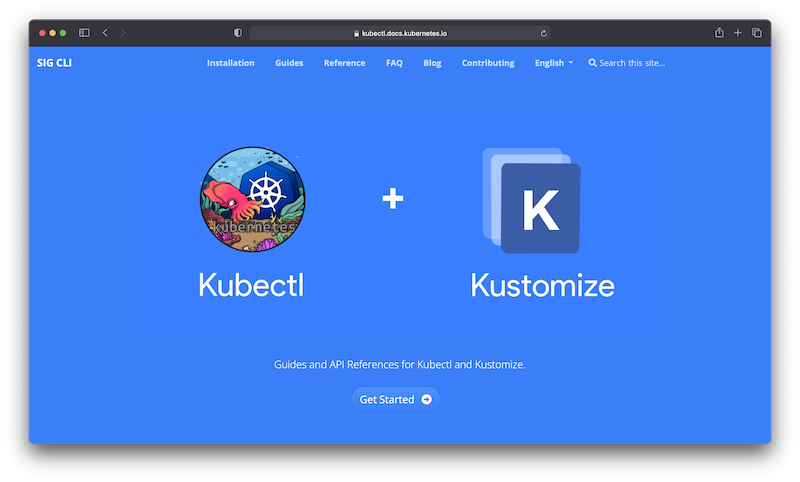 kubectl.docs.kubernetes.io
SIG CLI
Installation Guides Reference FAQ Blog Contributing English Search this site...
kubernetes
K
Kubectl + Kustomize
Guides and API References for Kubectl and Kustomize.
Get Started